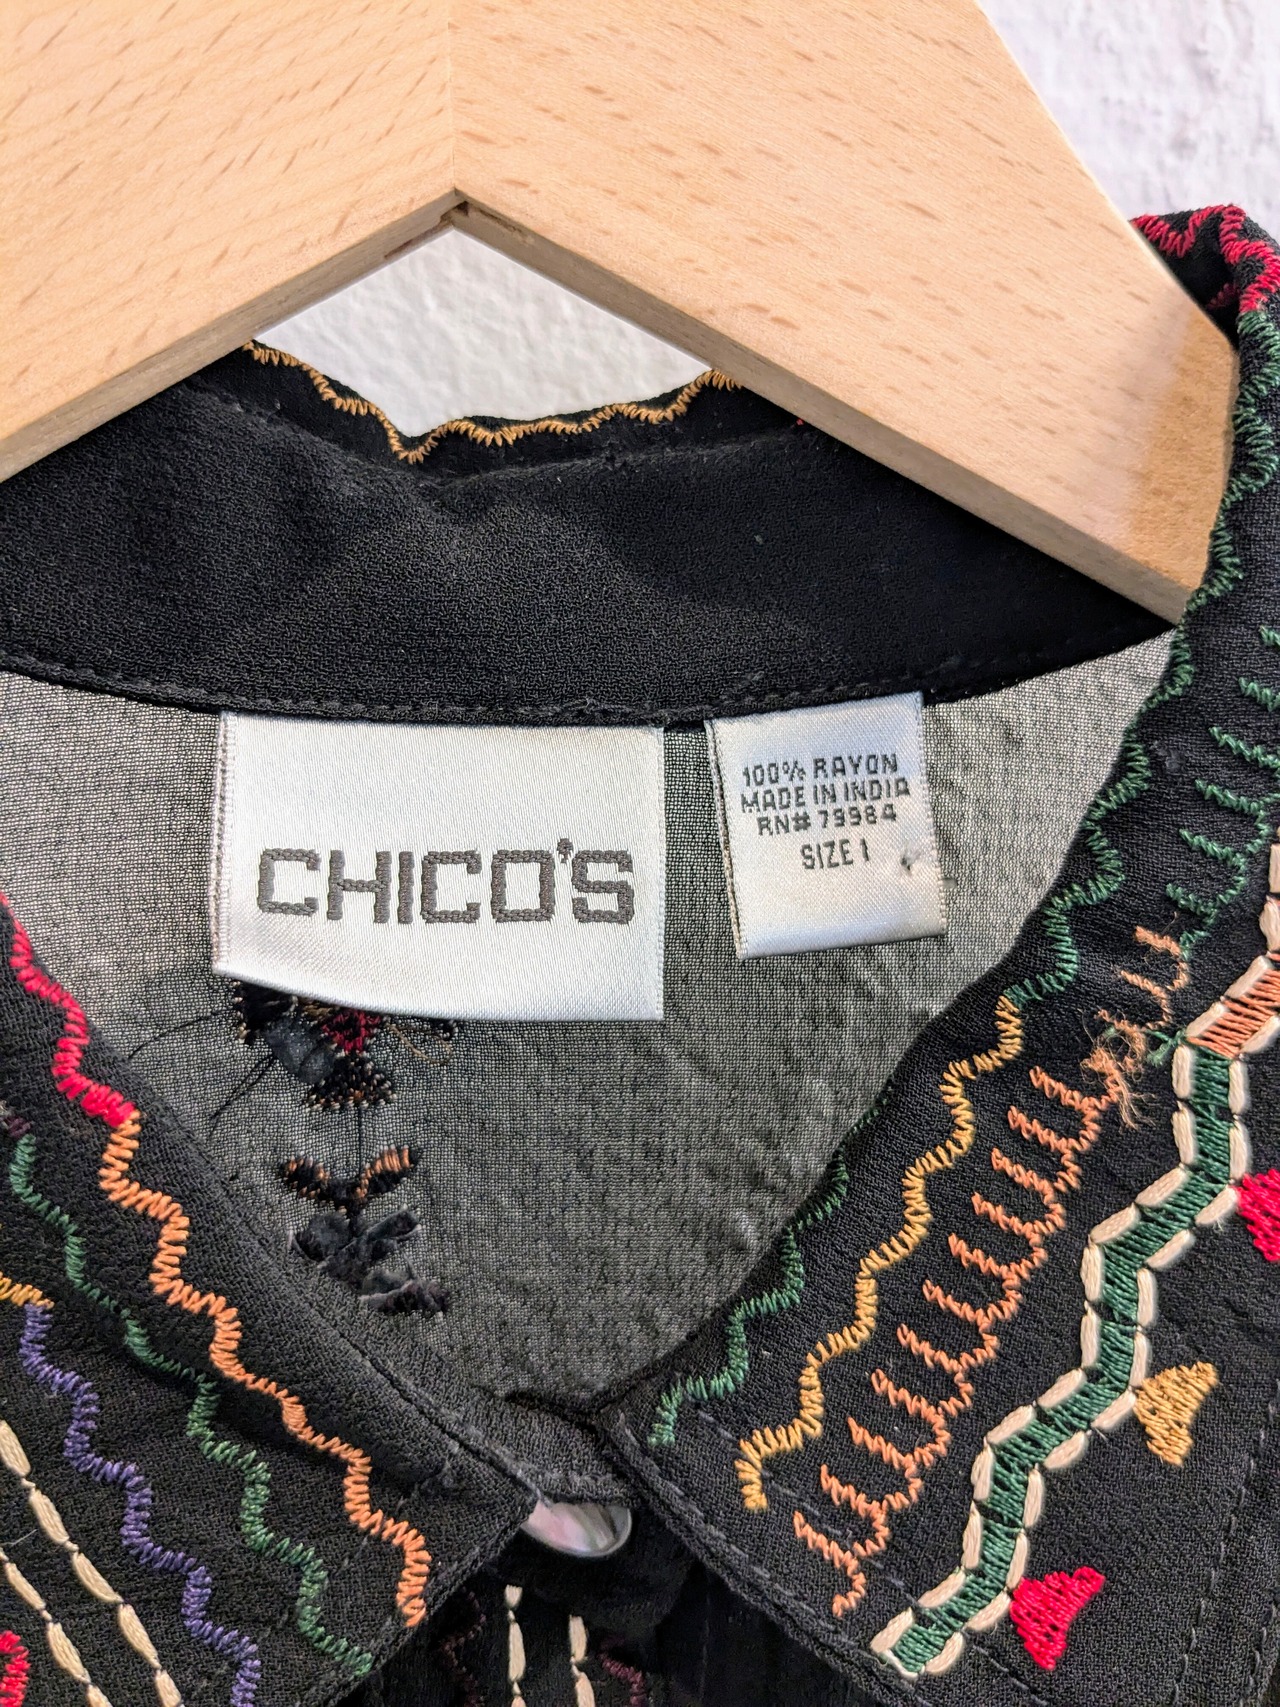 CHICO'S
100% RAYON
MADE IN INDIA
RN# 79984
SIZE 1